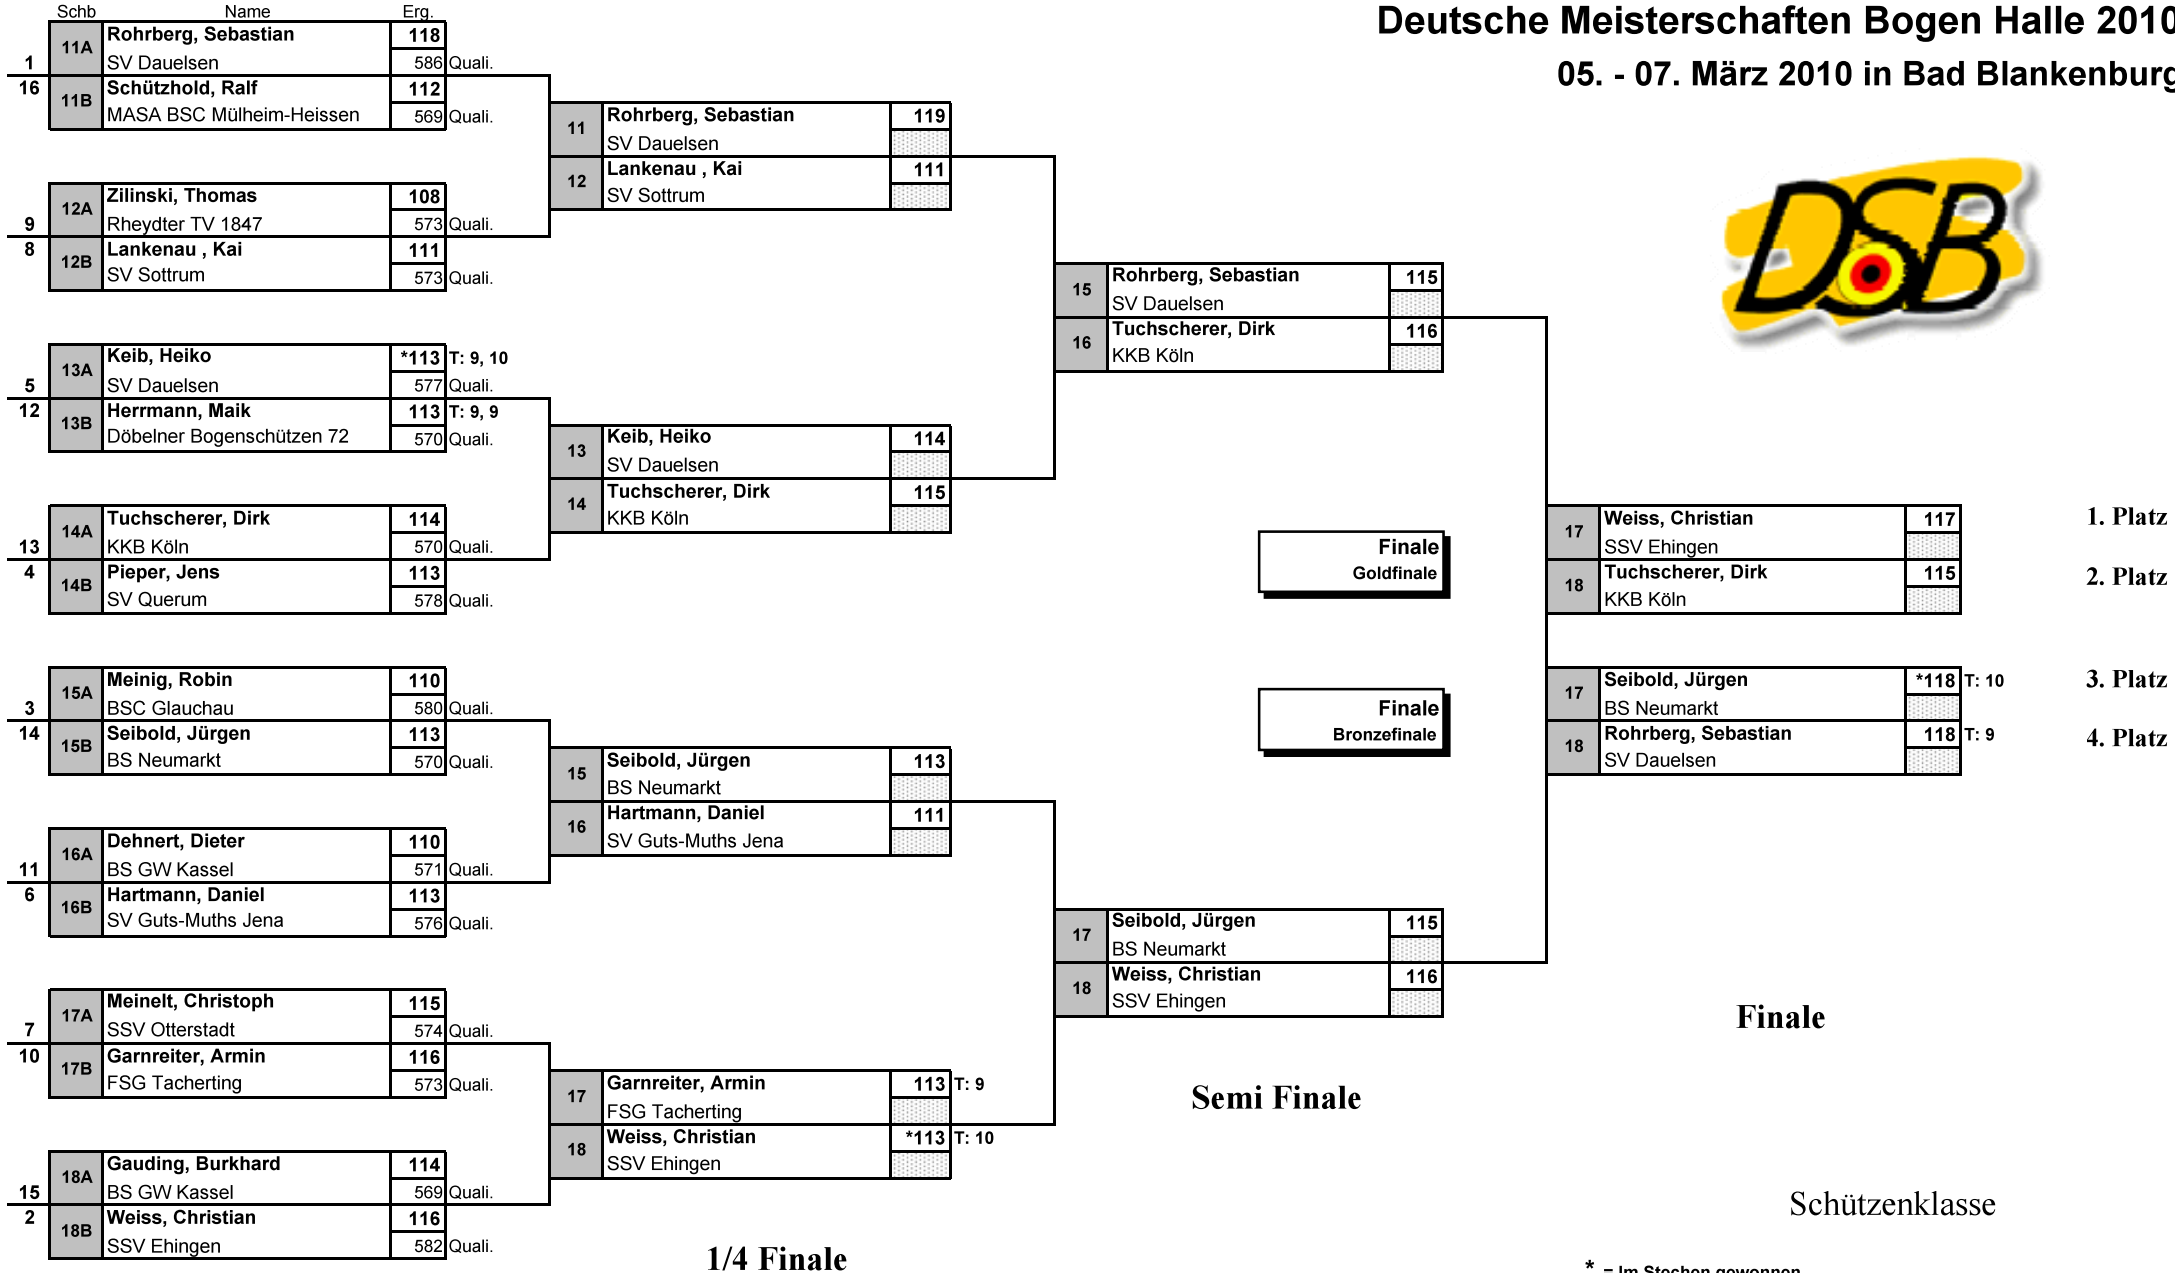 Schb Name Erg.
Deutsche Meisterschaften Bogen Halle 2010
05. - 07. März 2010 in Bad Blankenburg
DSB
1 11A Rohrberg, Sebastian 118
SV Dauelsen 586 Quali.
16 11B Schützhold, Ralf 112
MASA BSC Mülheim-Heissen 569 Quali.
9 12A Zilinski, Thomas 108
Rheydter TV 1847 573 Quali.
8 12B Lankenau , Kai 111
SV Sottrum 573 Quali.
5 13A Keib, Heiko *113 T: 9, 10
SV Dauelsen 577 Quali.
12 13B Herrmann, Maik 113 T: 9, 9
Döbelner Bogenschützen 72 570 Quali.
13 14A Tuchscherer, Dirk 114
KKB Köln 570 Quali.
4 14B Pieper, Jens 113
SV Querum 578 Quali.
3 15A Meinig, Robin 110
BSC Glauchau 580 Quali.
14 15B Seibold, Jürgen 113
BS Neumarkt 570 Quali.
11 16A Dehnert, Dieter 110
BS GW Kassel 571 Quali.
6 16B Hartmann, Daniel 113
SV Guts-Muths Jena 576 Quali.
7 17A Meinelt, Christoph 115
SSV Otterstadt 574 Quali.
10 17B Garnreiter, Armin 116
FSG Tacherting 573 Quali.
15 18A Gauding, Burkhard 114
BS GW Kassel 569 Quali.
2 18B Weiss, Christian 116
SSV Ehingen 582 Quali.
11 Rohrberg, Sebastian 119
SV Dauelsen
12 Lankenau , Kai 111
SV Sottrum
13 Keib, Heiko 114
SV Dauelsen
14 Tuchscherer, Dirk 115
KKB Köln
15 Seibold, Jürgen 113
BS Neumarkt
16 Hartmann, Daniel 111
SV Guts-Muths Jena
17 Garnreiter, Armin 113 T: 9
FSG Tacherting
18 Weiss, Christian *113 T: 10
SSV Ehingen
1/4 Finale
15 Rohrberg, Sebastian 115
SV Dauelsen
16 Tuchscherer, Dirk 116
KKB Köln
17 Seibold, Jürgen 115
BS Neumarkt
18 Weiss, Christian 116
SSV Ehingen
Semi Finale
Finale
Goldfinale
17 Weiss, Christian 117 1. Platz
SSV Ehingen
18 Tuchscherer, Dirk 115 2. Platz
KKB Köln
Finale
Bronzefinale
17 Seibold, Jürgen *118 T: 10 3. Platz
BS Neumarkt
18 Rohrberg, Sebastian 118 T: 9 4. Platz
SV Dauelsen
Finale
Schützenklasse
* = Im Stechen gewonnen